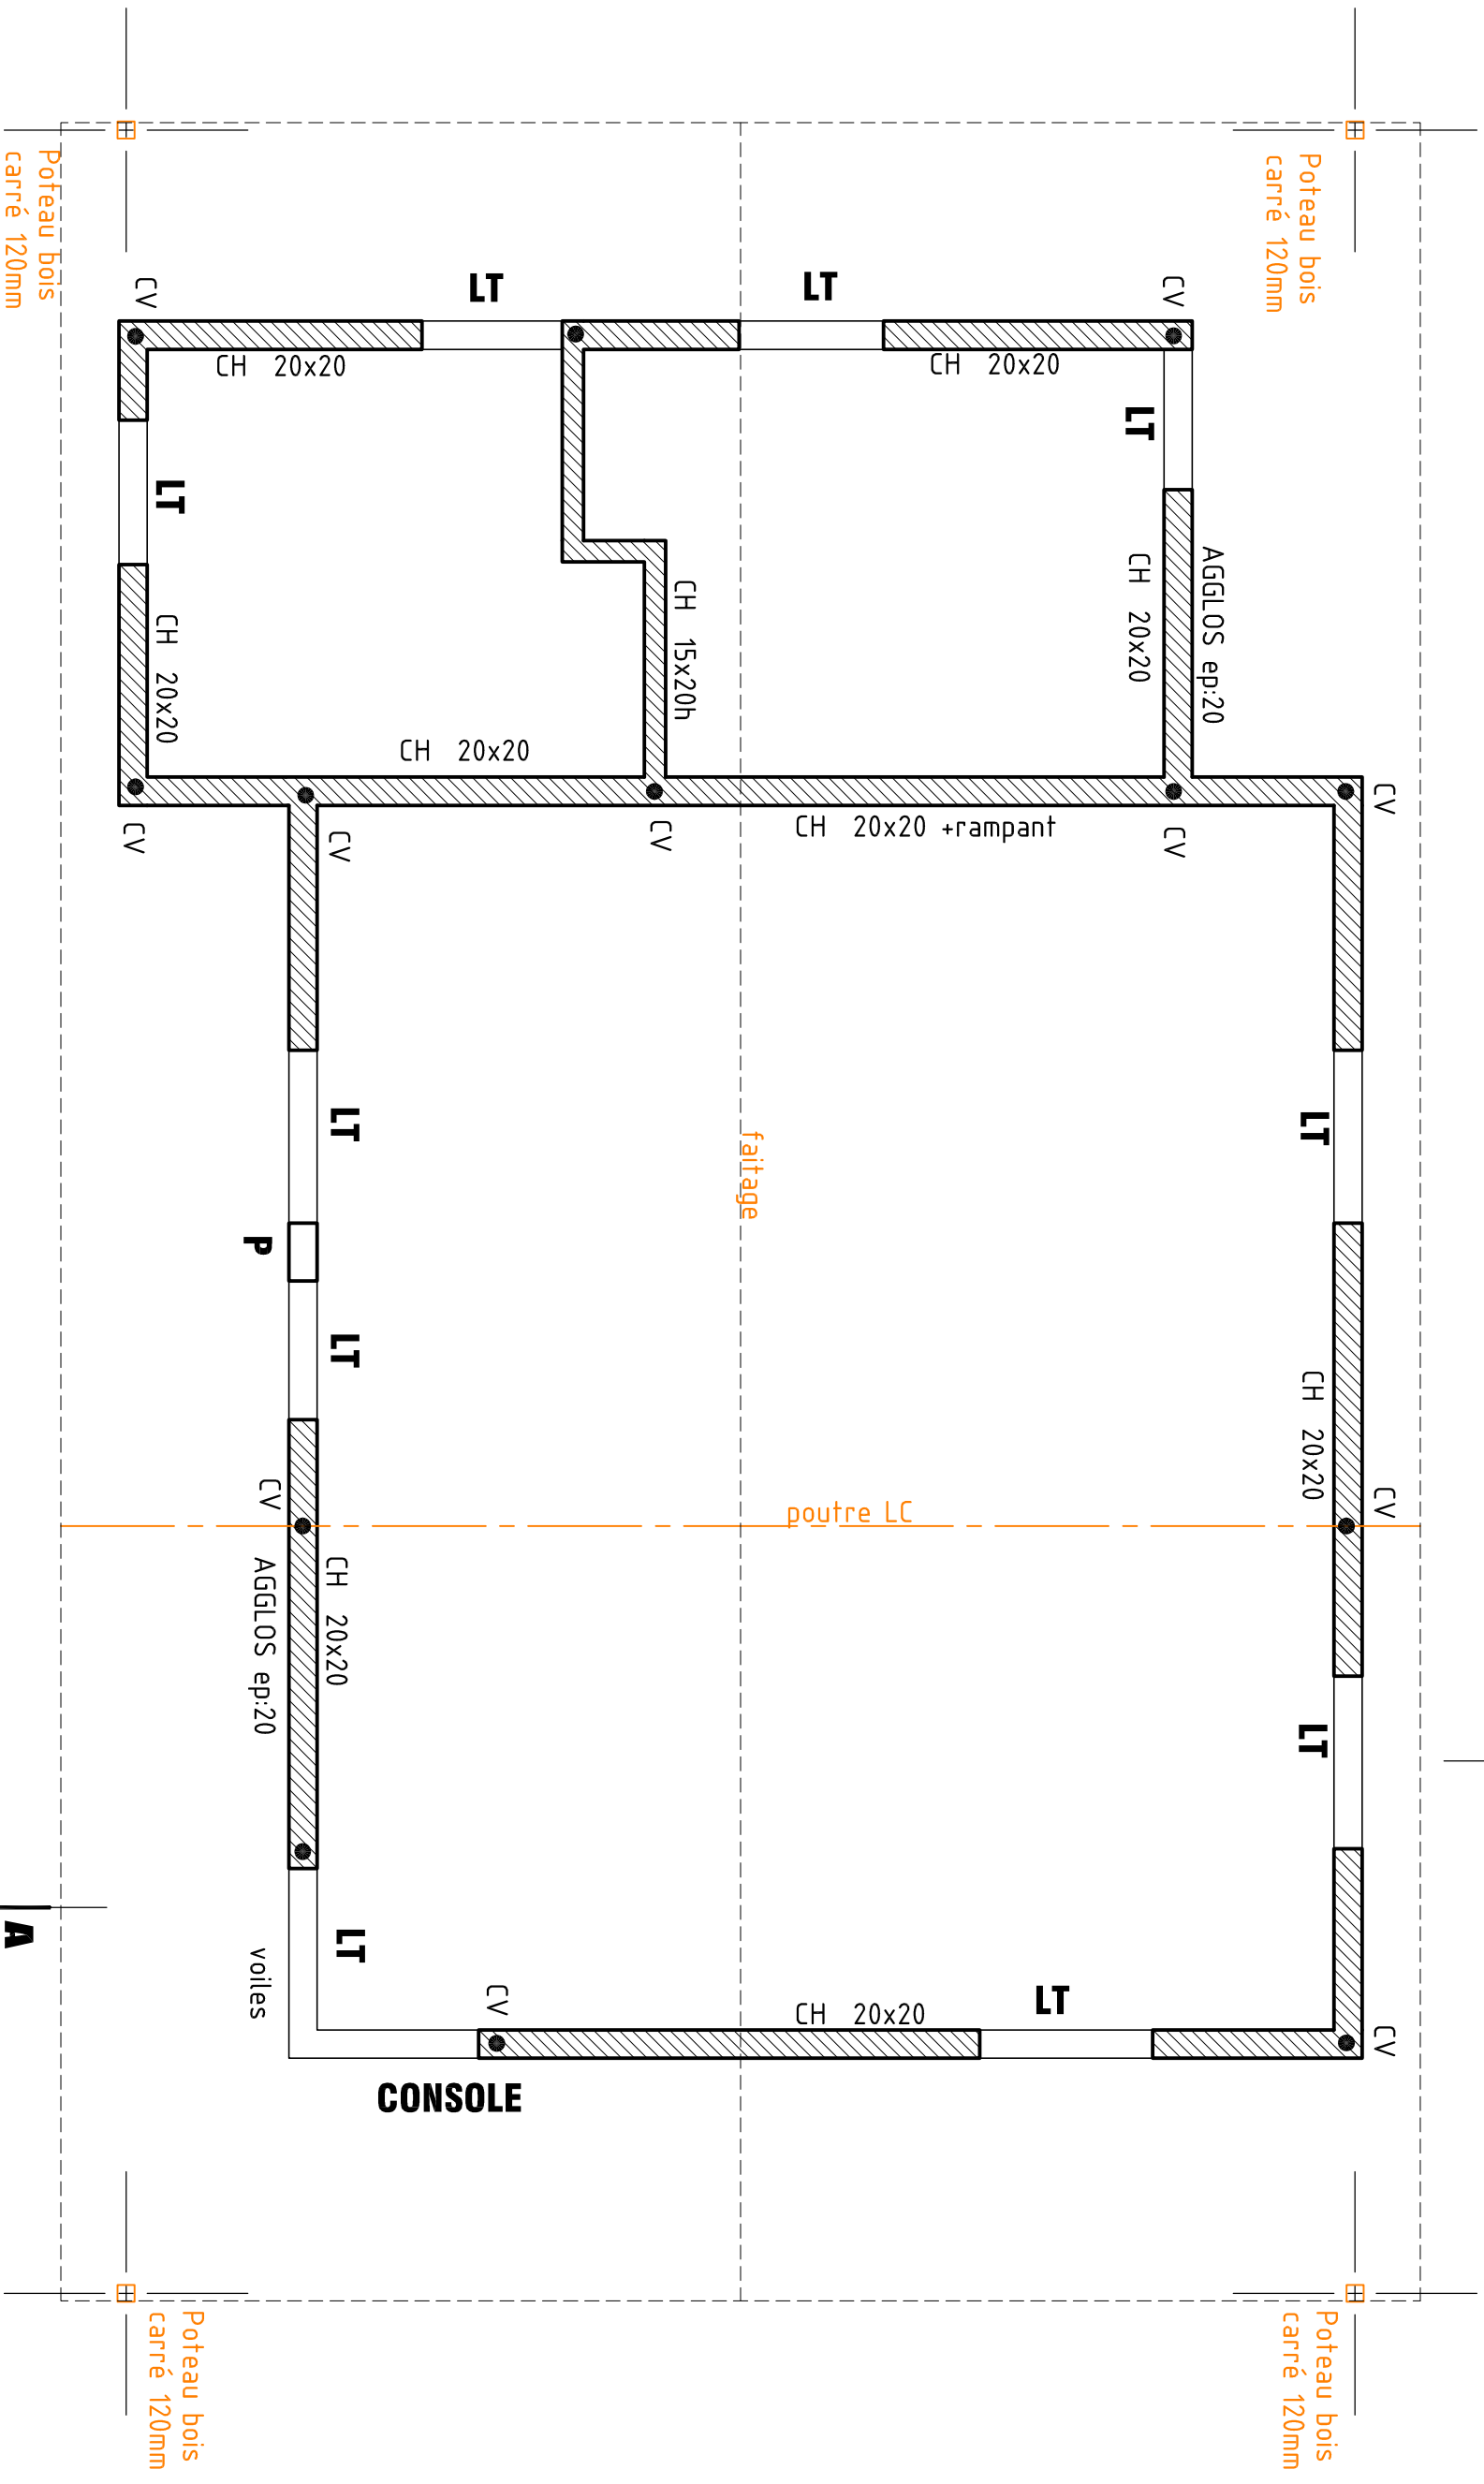 Poteau bois
carré 120mm
Poteau bois
carré 120mm
CV
LT
LT
CV
CH 20x20
CH 20x20
LT
LT
AGGLOS ep:20
CH 20x20
CH 15x20h
CH 20x20
CH 20x20
CV
CV
CV
CV
CH 20x20 +rampant
CV
LT
LT
faitage
P
LT
CH 20x20
CV
CV
poutre LC
CH 20x20
AGGLOS ep:20
LT
A
LT
voiles
CV
CH 20x20
LT
CV
CONSOLE
Poteau bois
carré 120mm
Poteau bois
carré 120mm